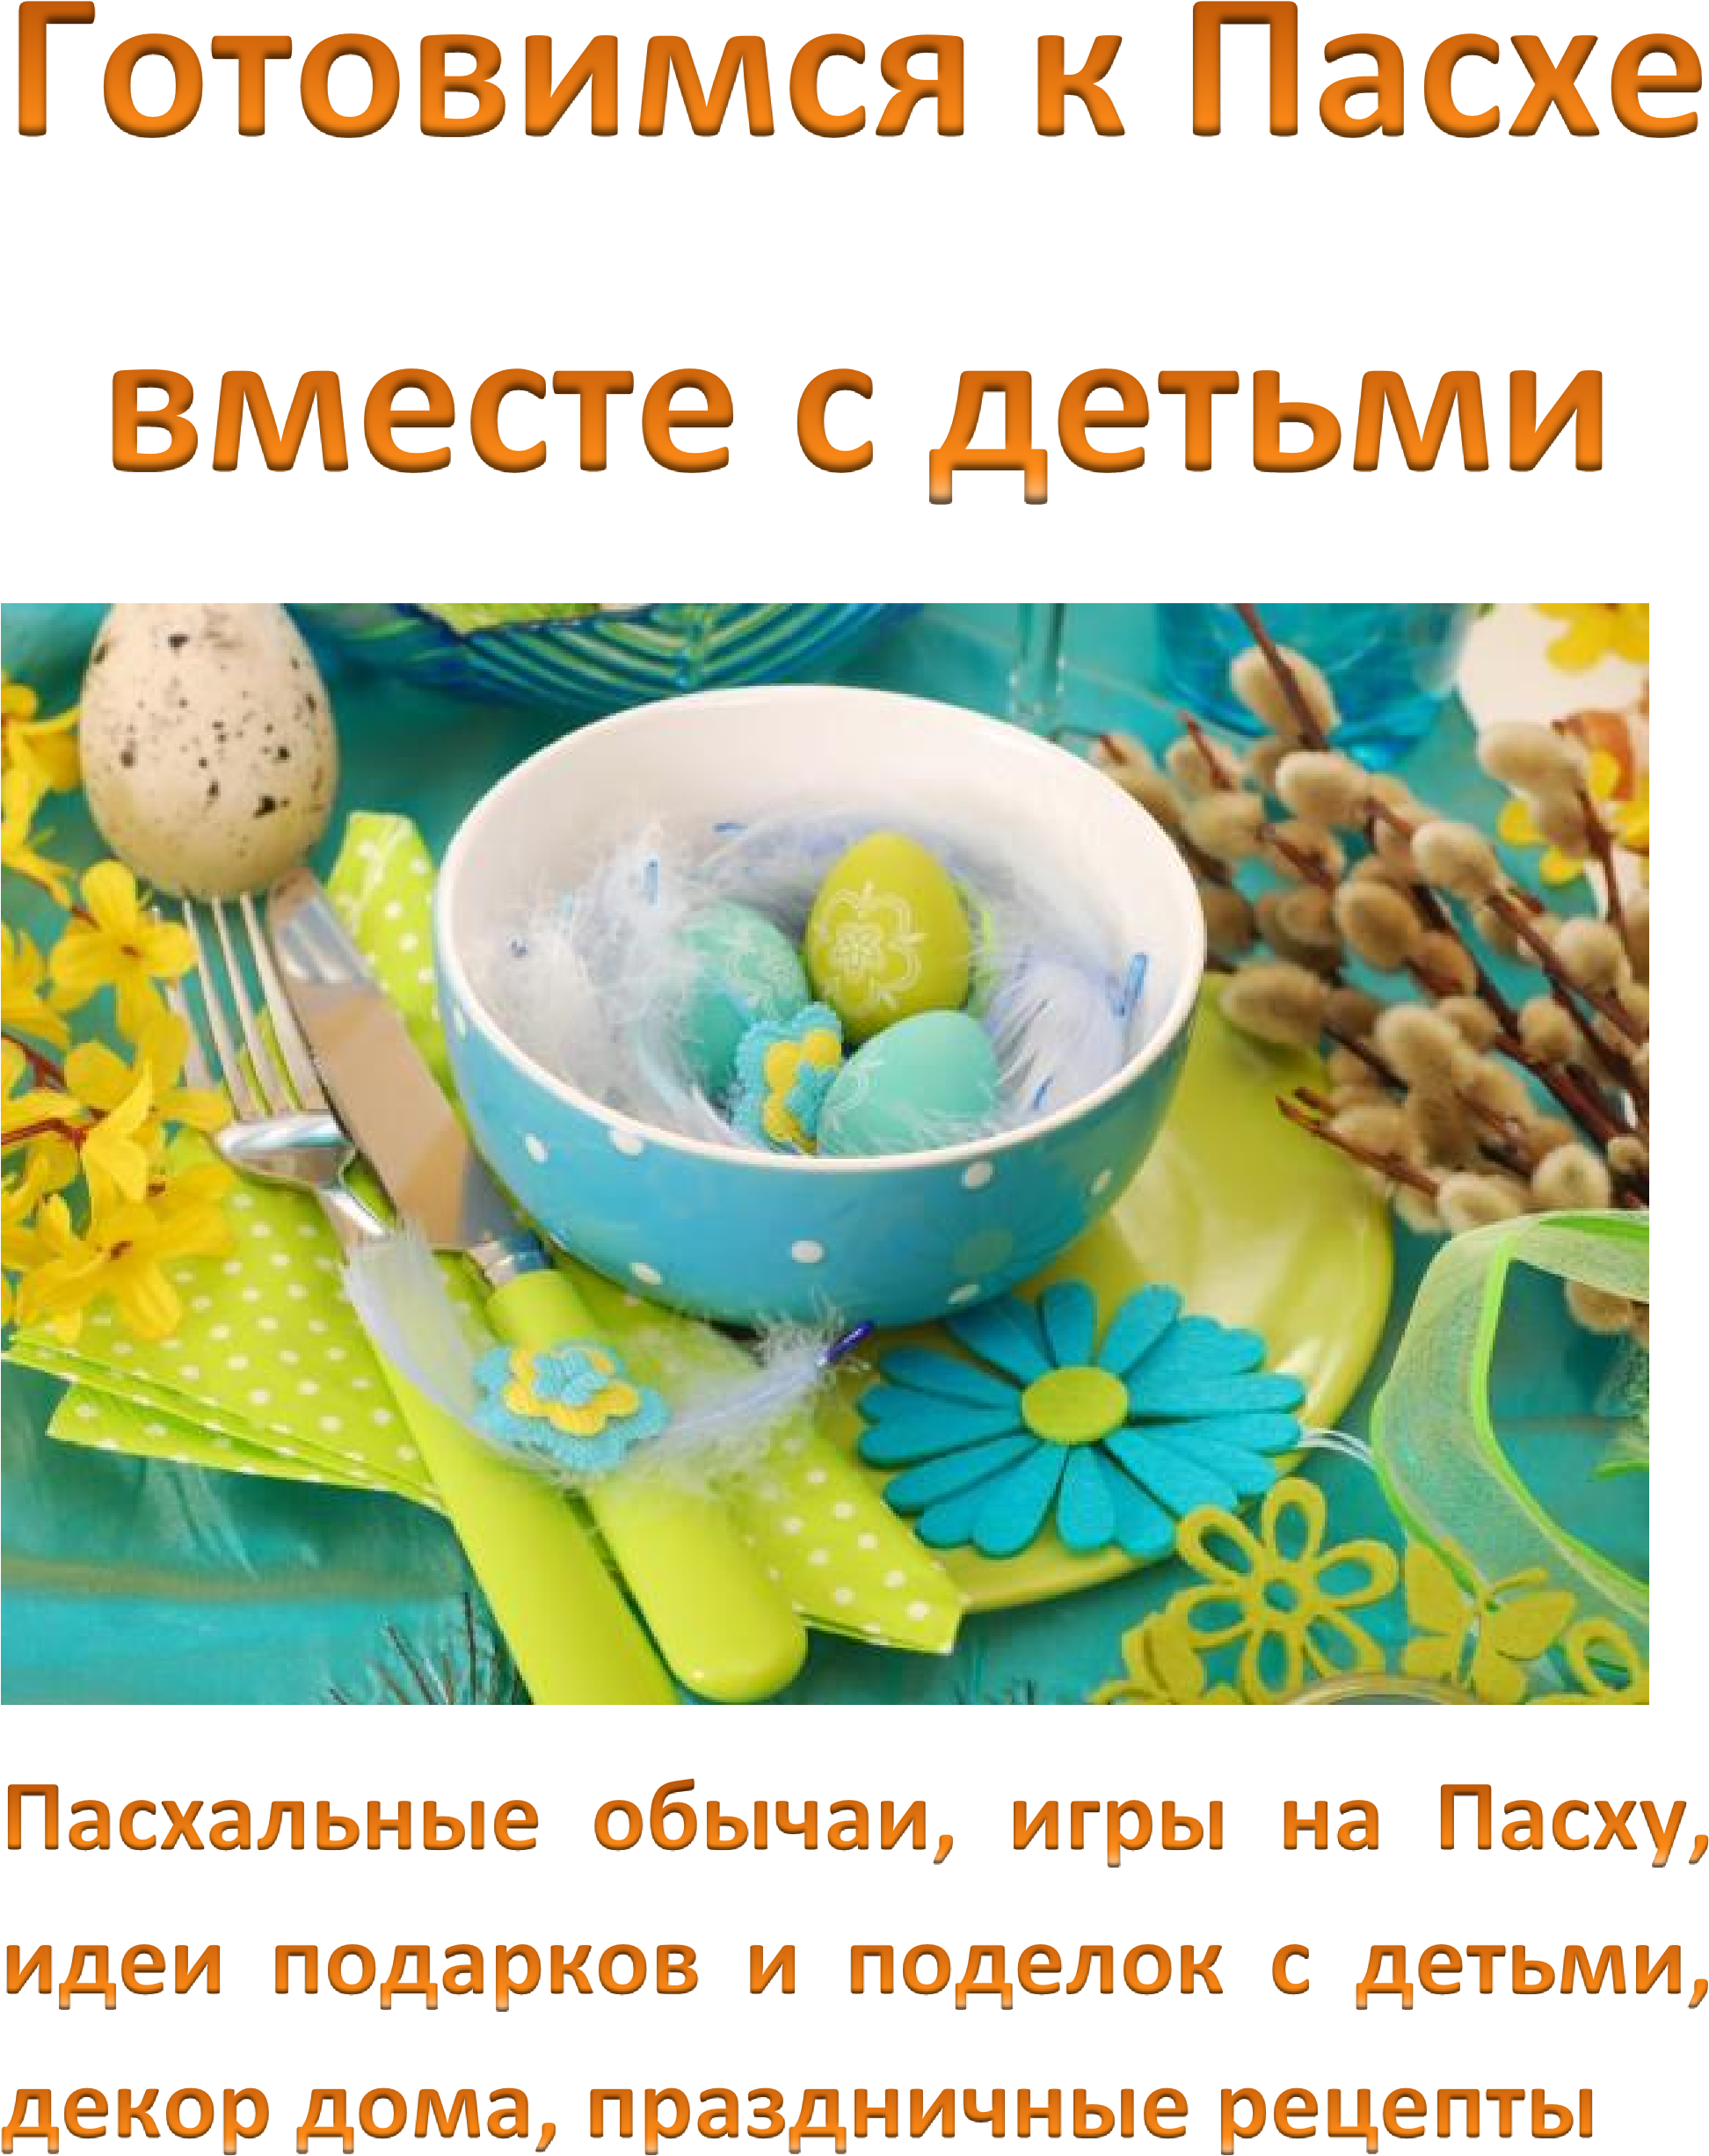 Готовимся к Пасхе
вместе с детьми
Пасхальные обычаи, игры на Пасху,
идеи подарков и поделок с детьми,
декор дома, праздничные рецепты